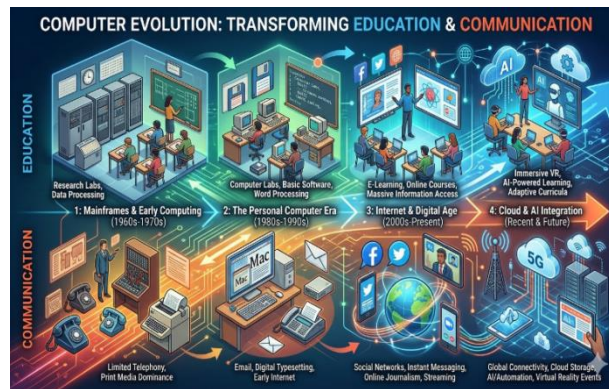 COMPUTER EVOLUTION: TRANSFORMING EDUCATION & COMMUNICATION
EDUCATION
AI
AI
Research Labs,
Data Processing
Computer Labs, Basic Software,
Word Processing
E-Learning, Online Courses,
Massive Information Access
Immersive VR,
AI-Powered Learning,
Adaptive Curricula
1: Mainframes & Early Computing
(1960s-1970s)
2: The Personal Computer Era
(1980s-1990s)
3: Internet & Digital Age
(2000s-Present)
4: Cloud & AI Integration
(Recent & Future)
COMMUNICATION
Mac
Mac
5G
Limited Telephony,
Print Media Dominance
Email, Digital Typesetting,
Early Internet
Social Networks, Instant Messaging,
Online Journalism, Streaming
Global Connectivity, Cloud Storage,
AI/Automation, Virtual Reality Events